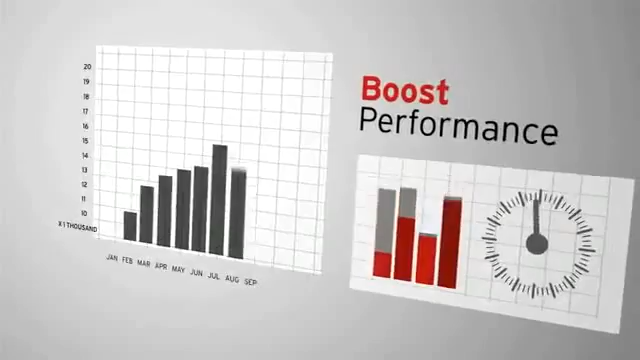 Boost
Performance
20
19
18
17
16
15
14
13
12
11
10
X 1 THOUSAND
JAN FEB MAR APR MAY JUN JUL AUG SEP